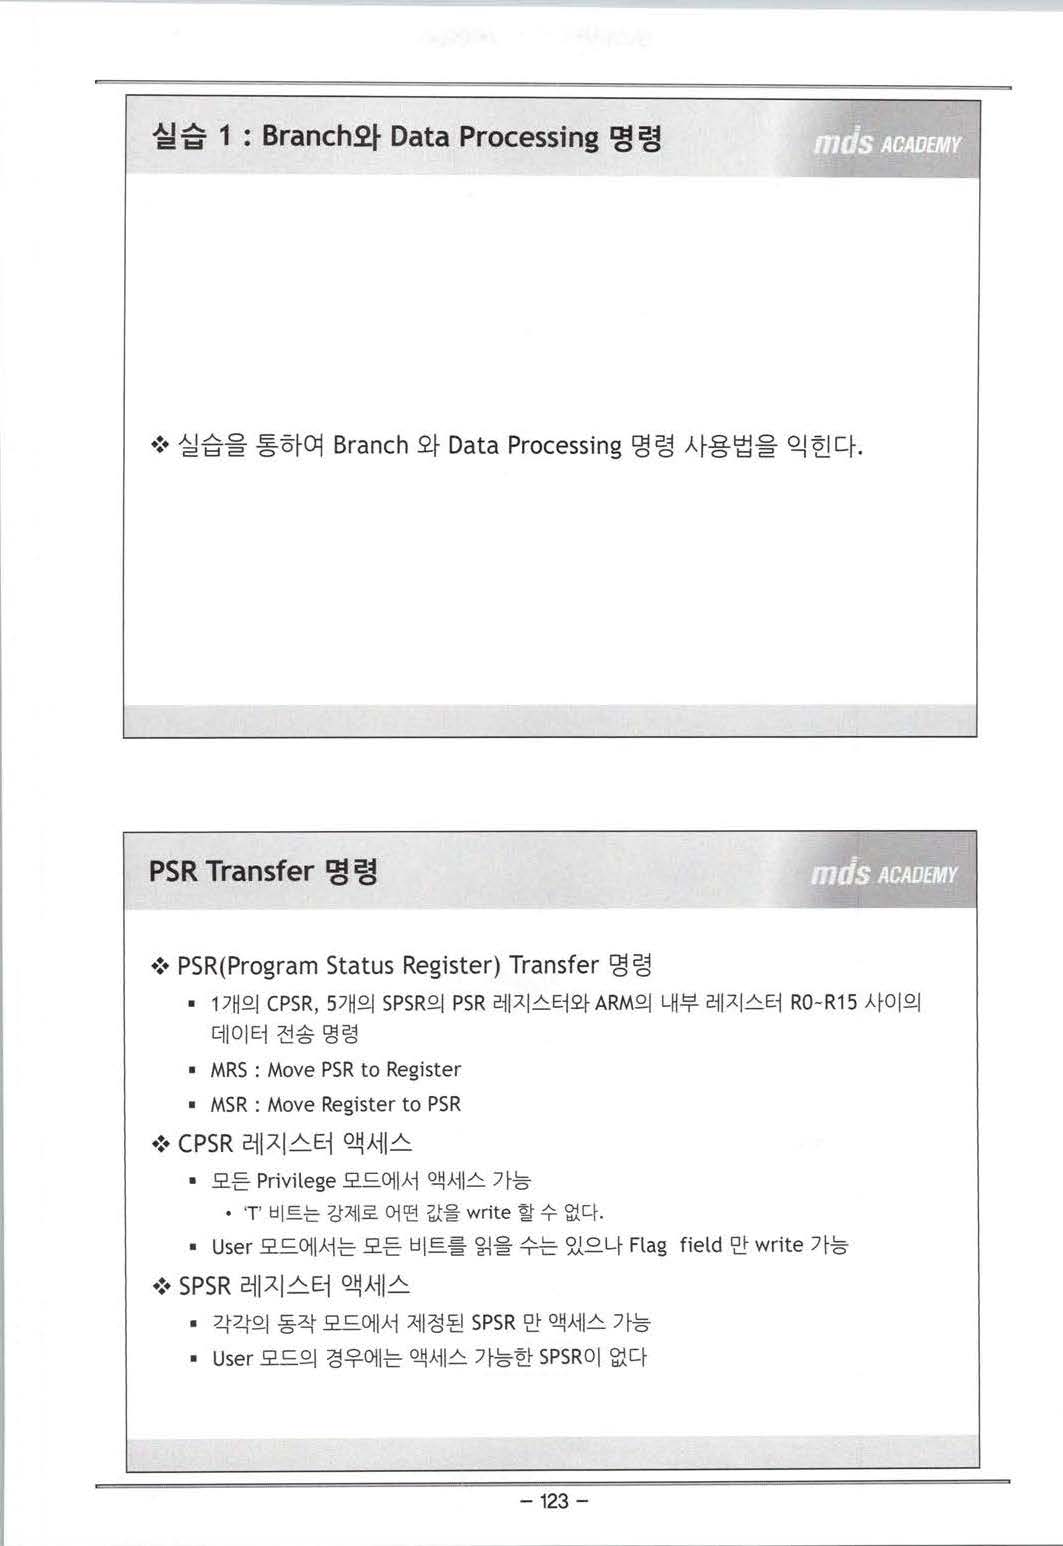 실습 1 : Branch와 Data Processing 명령
mds ACADEMY
❖ 실습을 통하여 Branch 와 Data Processing 명령 사용법을 익힌다.
PSR Transfer 명령
mds ACADEMY
❖ PSR(Program Status Register) Transfer 명령
▪ 1개의 CPSR, 5개의 SPSR의 PSR 레지스터와 ARM의 내부 레지스터 R0~R15 사이의
데이터 전송 명령
▪ MRS : Move PSR to Register
▪ MSR : Move Register to PSR
❖ CPSR 레지스터 액세스
▪ 모든 Privilege 모드에서 액세스 가능
• 'T' 비트는 강제로 어떤 값을 write 할 수 없다.
▪ User 모드에서는 모든 비트를 읽을 수는 있으나 Flag field 만 write 가능
❖ SPSR 레지스터 액세스
▪ 각각의 동작 모드에서 제정된 SPSR 만 액세스 가능
▪ User 모드의 경우에는 액세스 가능한 SPSR이 없다
- 123 -